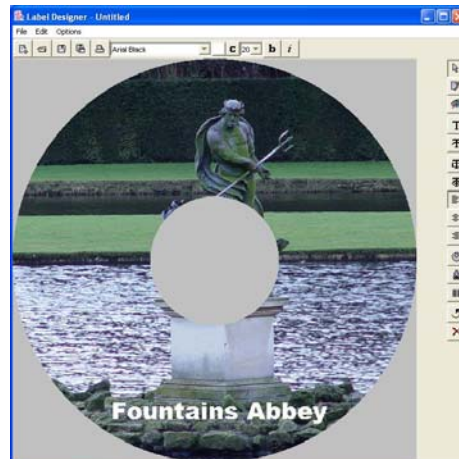 Label Designer - Untitled
File Edit Options
Arial Black C 20 b i
T
Fountains Abbey